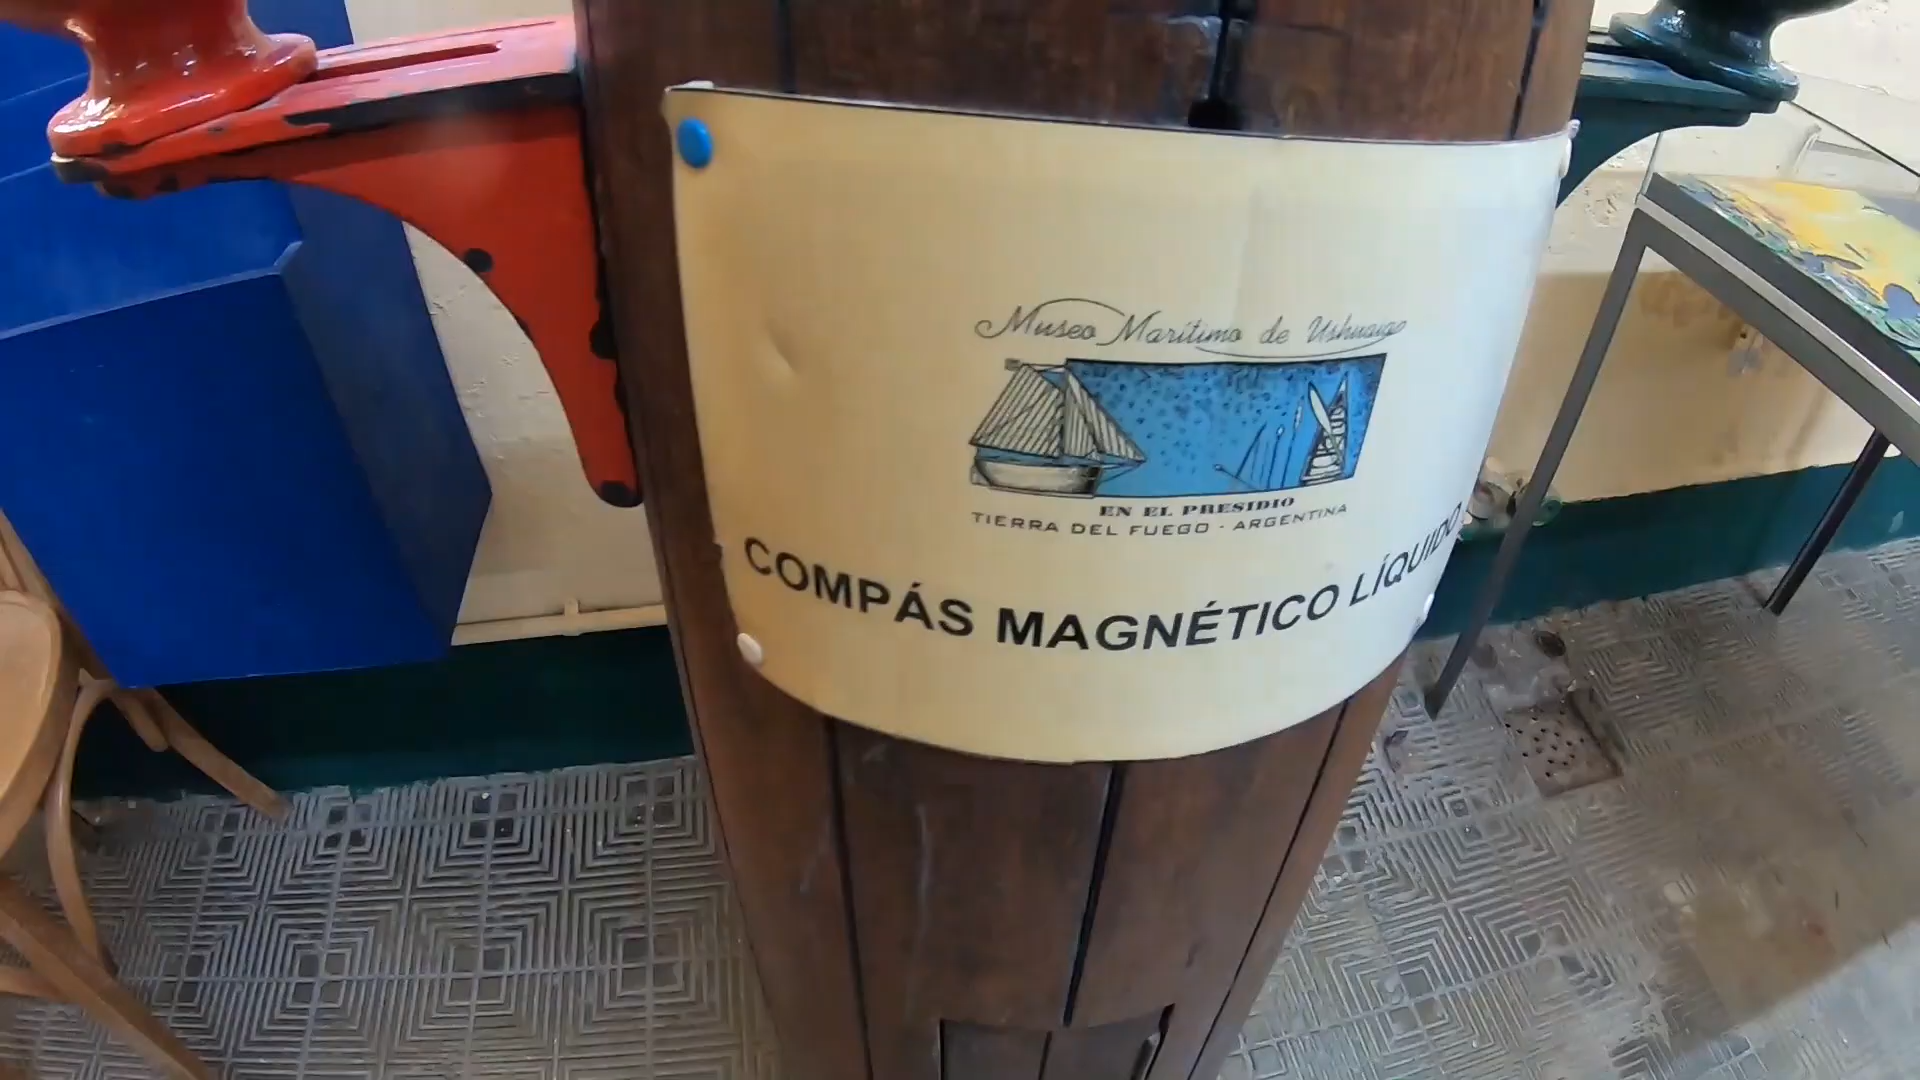 Museo Marítimo de Ushuaia
EN EL PRESIDIO
TIERRA DEL FUEGO - ARGENTINA
COMPÁS MAGNÉTICO LÍQUIDO